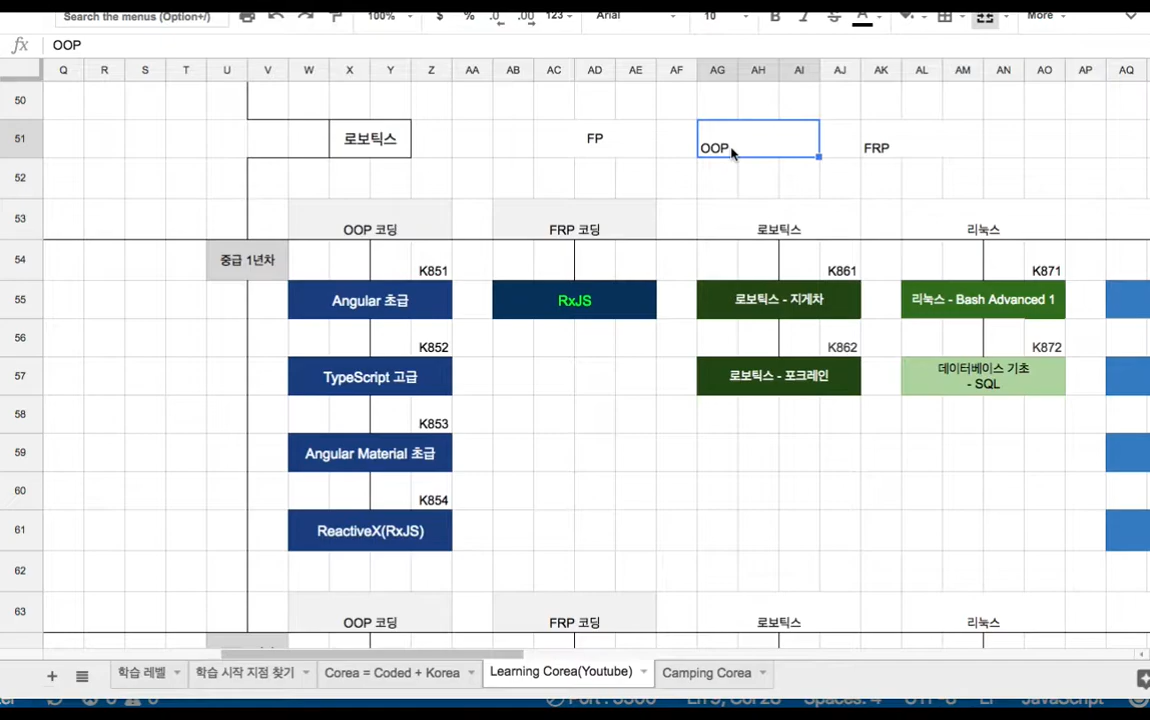 Search the menus (Option+/)
100%
$
%
.0
.00
123
Arial
10
B
I
S
A
More
fx
OOP
Q
R
S
T
U
V
W
X
Y
Z
AA
AB
AC
AD
AE
AF
AG
AH
AI
AJ
AK
AL
AM
AN
AO
AP
AQ
50
51
로보틱스
FP
OOP
FRP
52
53
OOP 코딩
FRP 코딩
로보틱스
리눅스
54
중급 1년차
K851
K861
K871
55
Angular 초급
RxJS
로보틱스 - 지게차
리눅스 - Bash Advanced 1
56
K852
K862
K872
57
TypeScript 고급
로보틱스 - 포크레인
데이터베이스 기초
- SQL
58
K853
59
Angular Material 초급
60
K854
61
ReactiveX(RxJS)
62
63
OOP 코딩
FRP 코딩
로보틱스
리눅스
+
학습 레벨
학습 시작 지점 찾기
Corea = Coded + Korea
Learning Corea(Youtube)
Camping Corea
JavaScript